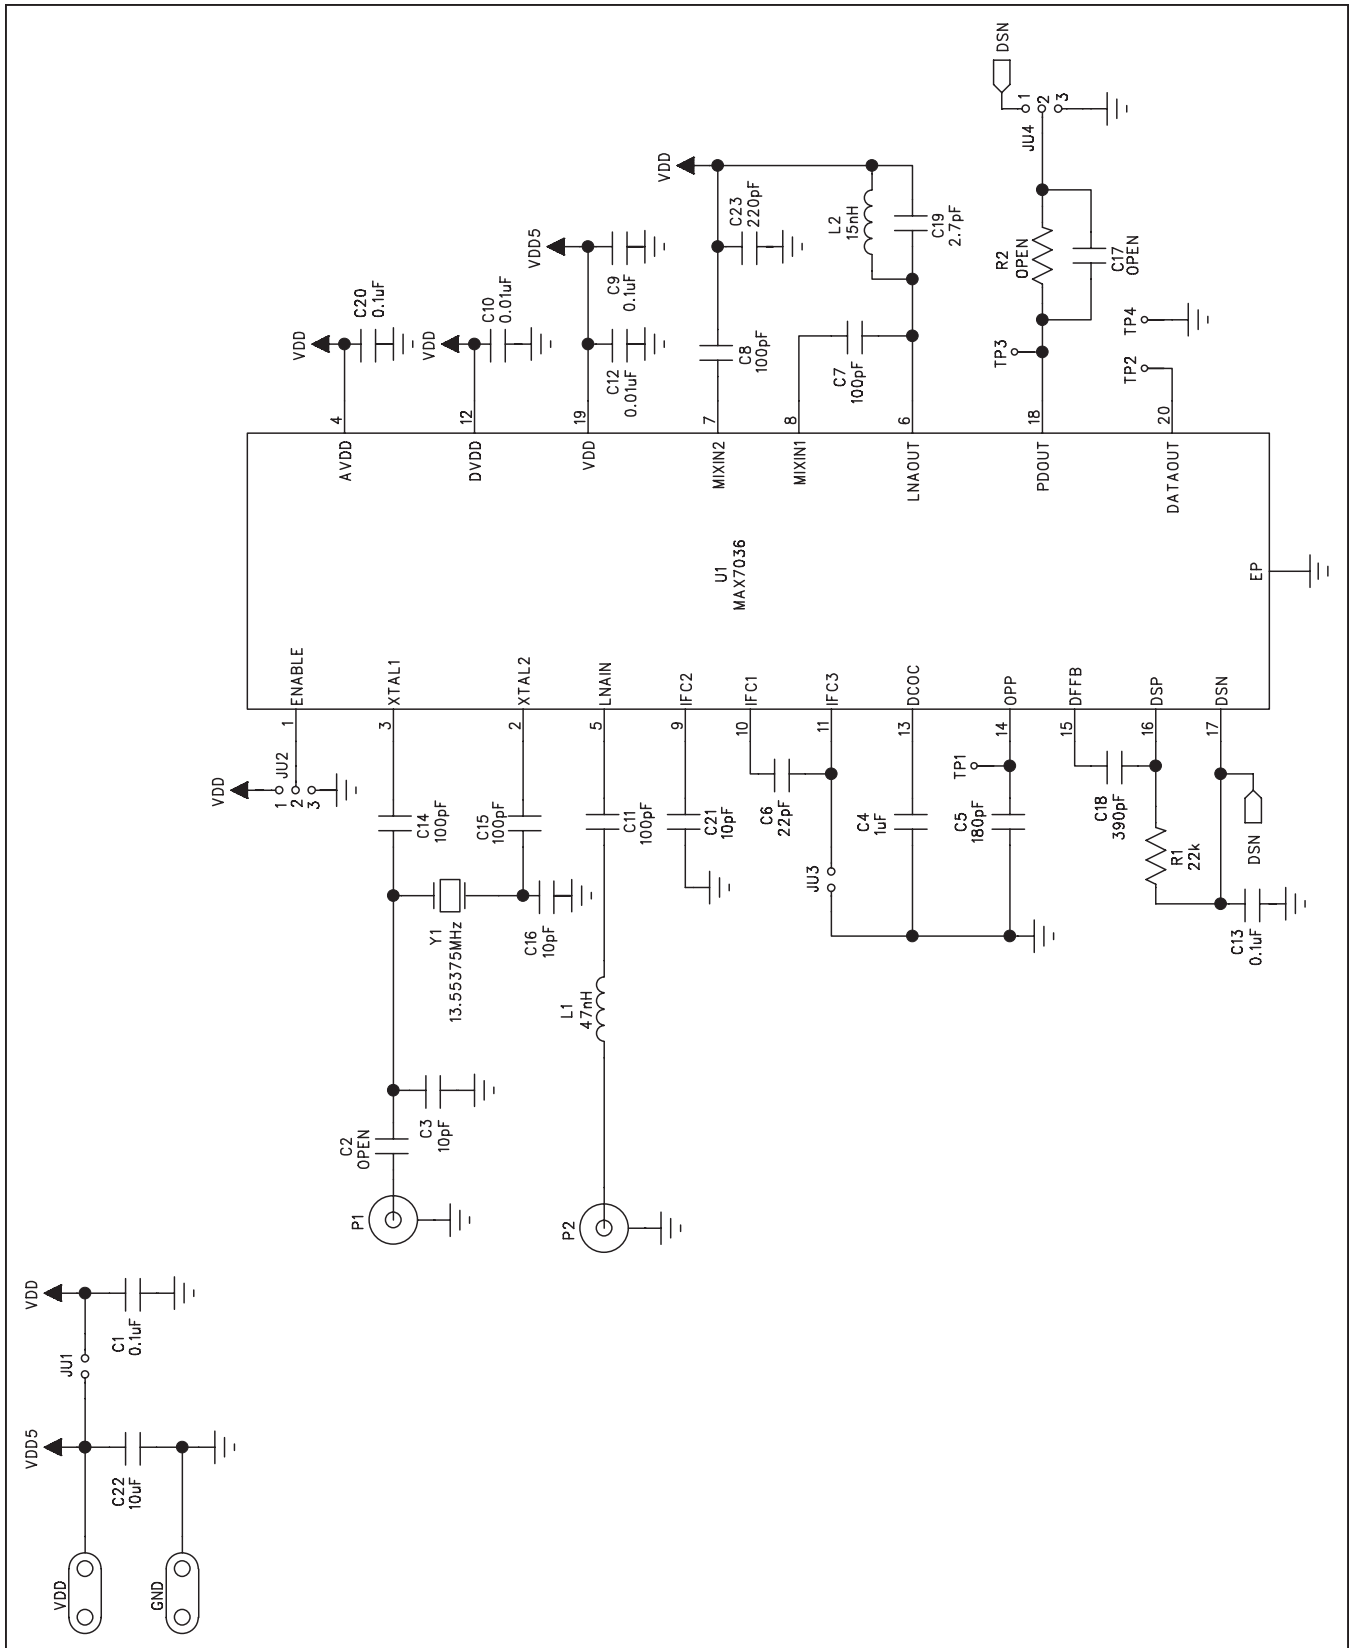 VDD
GND
VDD5
C22
10uF
JU1
VDD
C1
0.1uF
P1
C2
OPEN
C3
10pF
Y1
13.55375MHz
C14
100pF
C15
100pF
C16
10pF
P2
L1
47nH
C11
100pF
C21
10pF
C6
22pF
JU3
C4
1uF
TP1
C5
180pF
C18
390pF
R1
22k
DSN
C13
0.1uF
VDD
JU2
1
2
3
1
3
2
5
9
10
11
13
14
15
16
17
ENABLE
XTAL1
XTAL2
LNAIN
IFC2
IFC1
IFC3
DCOC
OPP
DFFB
DSP
DSN
U1
MAX7036
EP
AVDD
DVDD
VDD
MIXIN2
MIXIN1
LNAOUT
PDOUT
DATAOUT
4
12
19
7
8
6
18
20
VDD
C20
0.1uF
VDD
C10
0.01uF
VDD5
C12
0.01uF
C9
0.1uF
VDD
C8
100pF
C23
220pF
C7
100pF
L2
15nH
C19
2.7pF
TP3
R2
OPEN
C17
OPEN
JU4
1
2
3
DSN
TP2
TP4